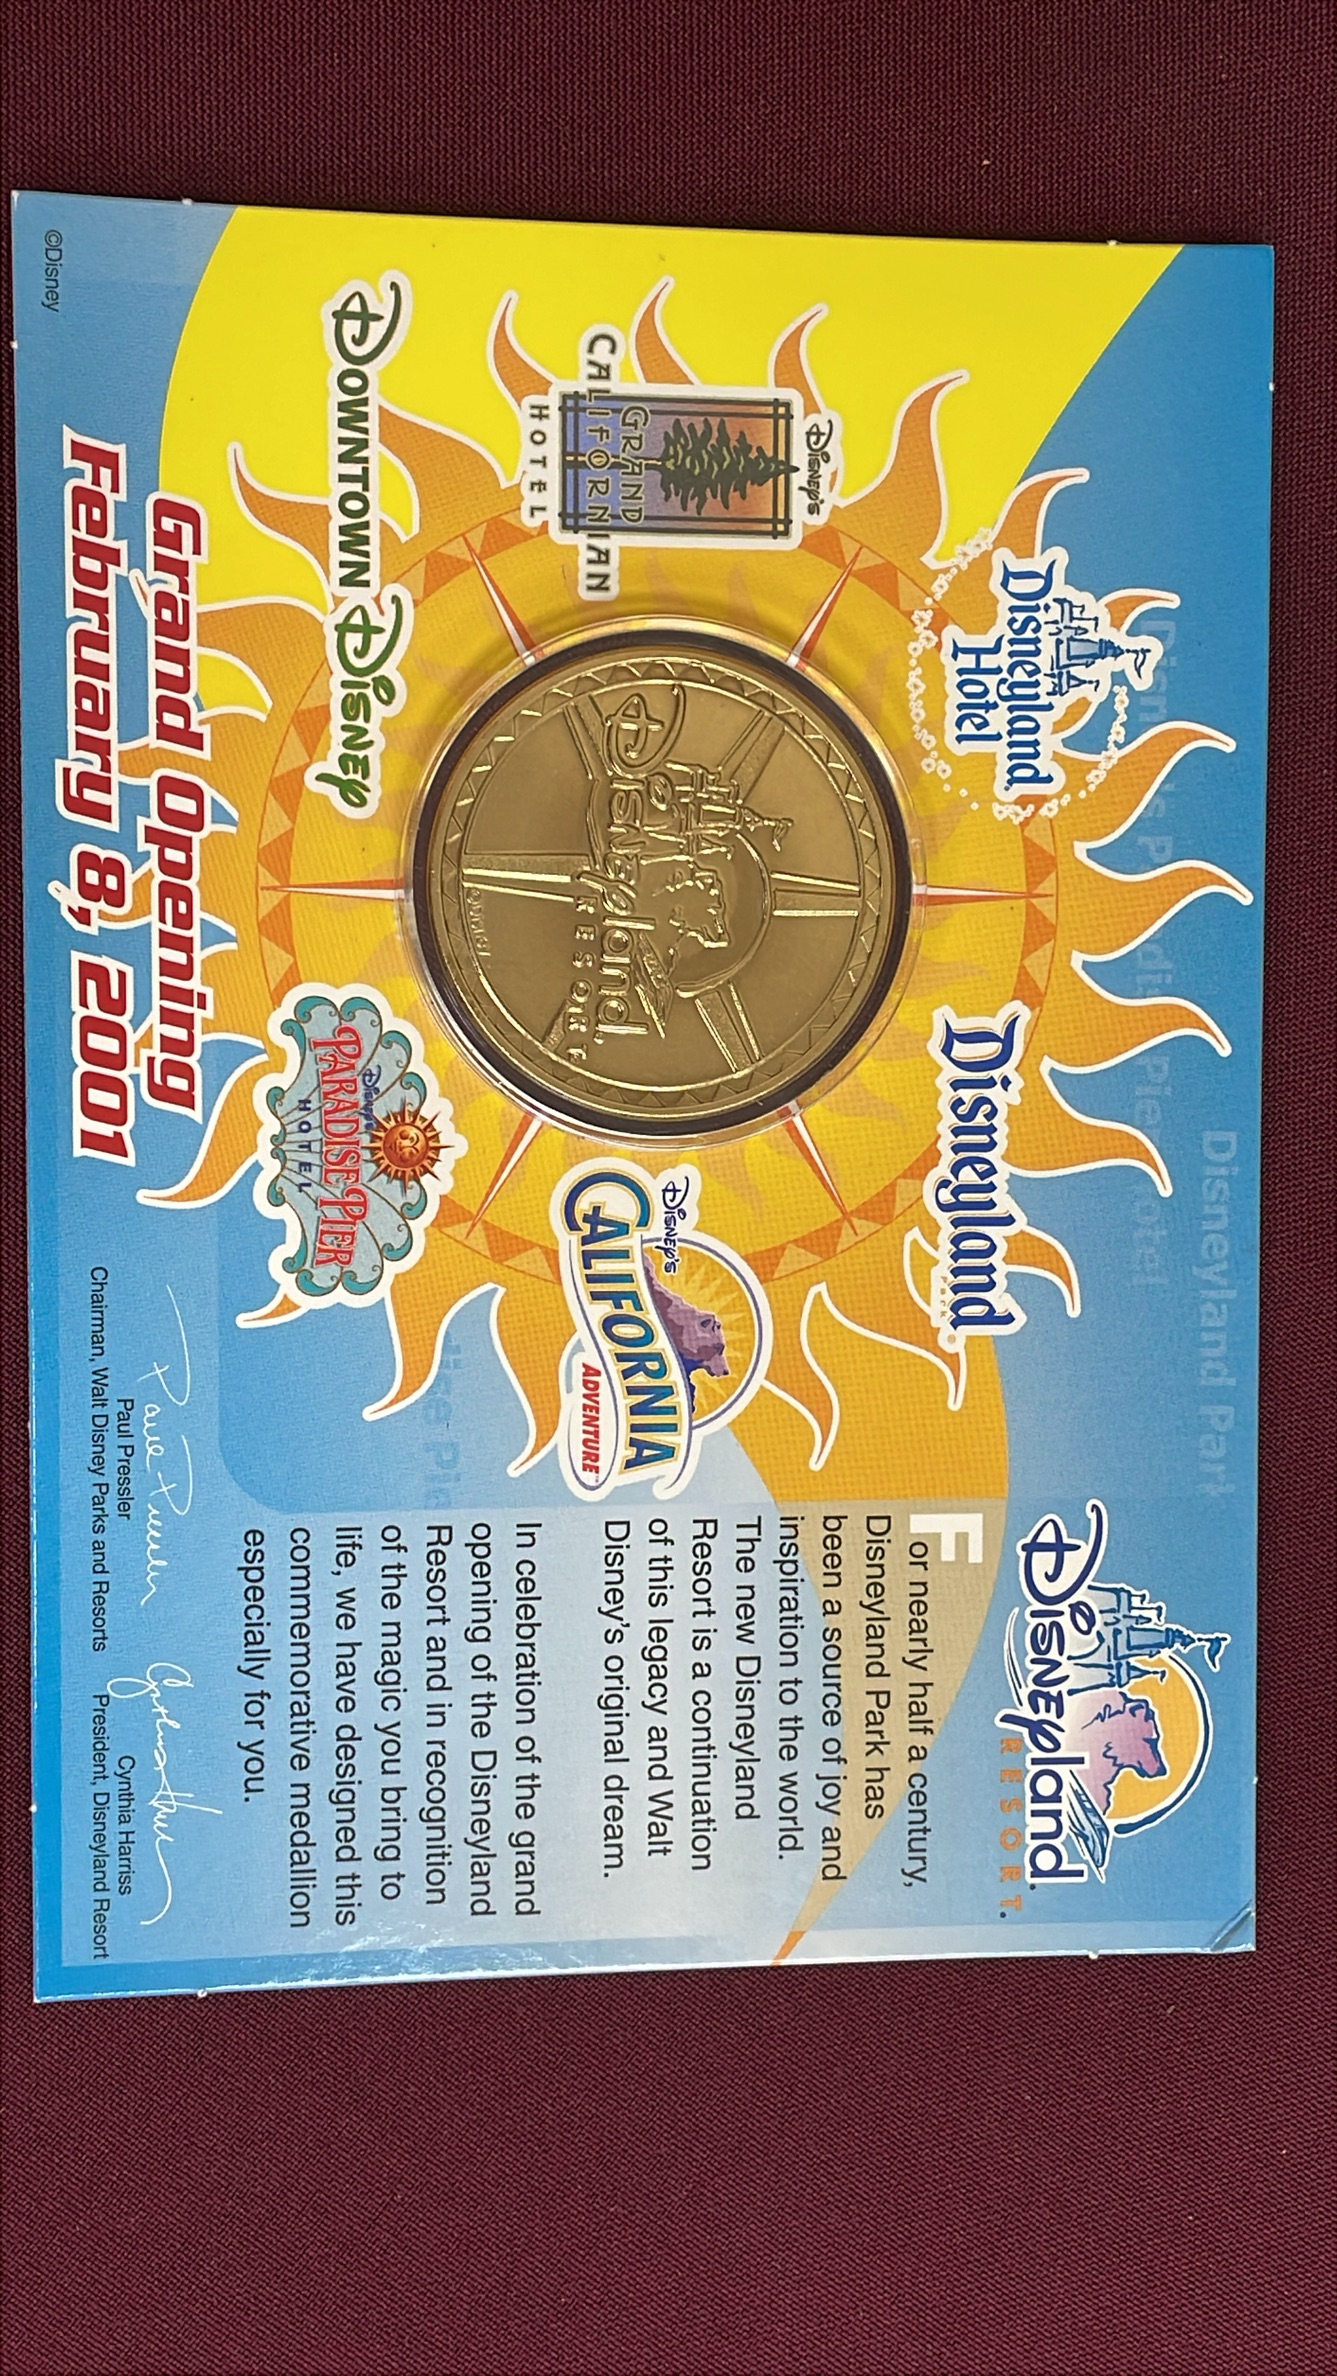 Disneyland
Hotel
Disneyland
Park
DISNEY'S
GRAND
CALIFORNIAN
HOTEL
DISNEY'S
CALIFORNIA
ADVENTURE
DOWNTOWN DISNEY
DISNEY'S
PARADISE PIER
HOTEL
Disneyland
RESORT
Grand Opening
February 8, 2001
©Disney
Disneyland
RESORT.
For nearly half a century,
Disneyland Park has
been a source of joy and
inspiration to the world.
The new Disneyland
Resort is a continuation
of this legacy and Walt
Disney's original dream.
In celebration of the grand
opening of the Disneyland
Resort and in recognition
of the magic you bring to
life, we have designed this
commemorative medallion
especially for you.
Paul Pressler
Chairman, Walt Disney Parks and Resorts
Cynthia Harriss
President, Disneyland Resort